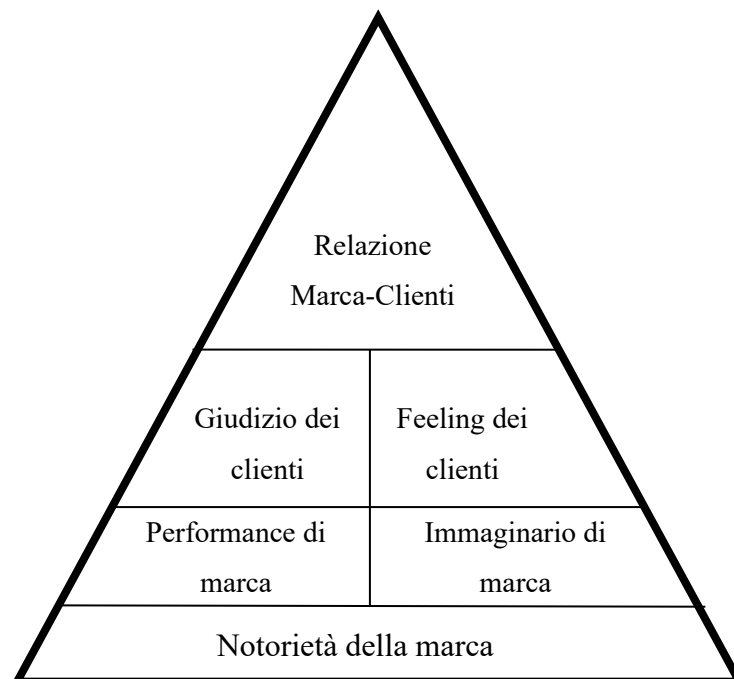 Relazione
Marca-Clienti
Giudizio dei
clienti
Feeling dei
clienti
Performance di
marca
Immaginario di
marca
Notorietà della marca